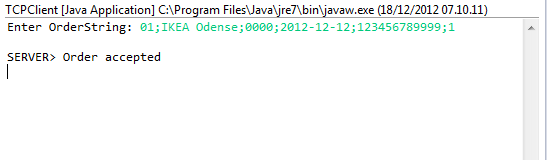 TCPClient [Java Application] C:\Program Files\Java\jre7\bin\javaw.exe (18/12/2012 07.10.11)
Enter OrderString: 01;IKEA Odense;0000;2012-12-12;123456789999;1
SERVER> Order accepted